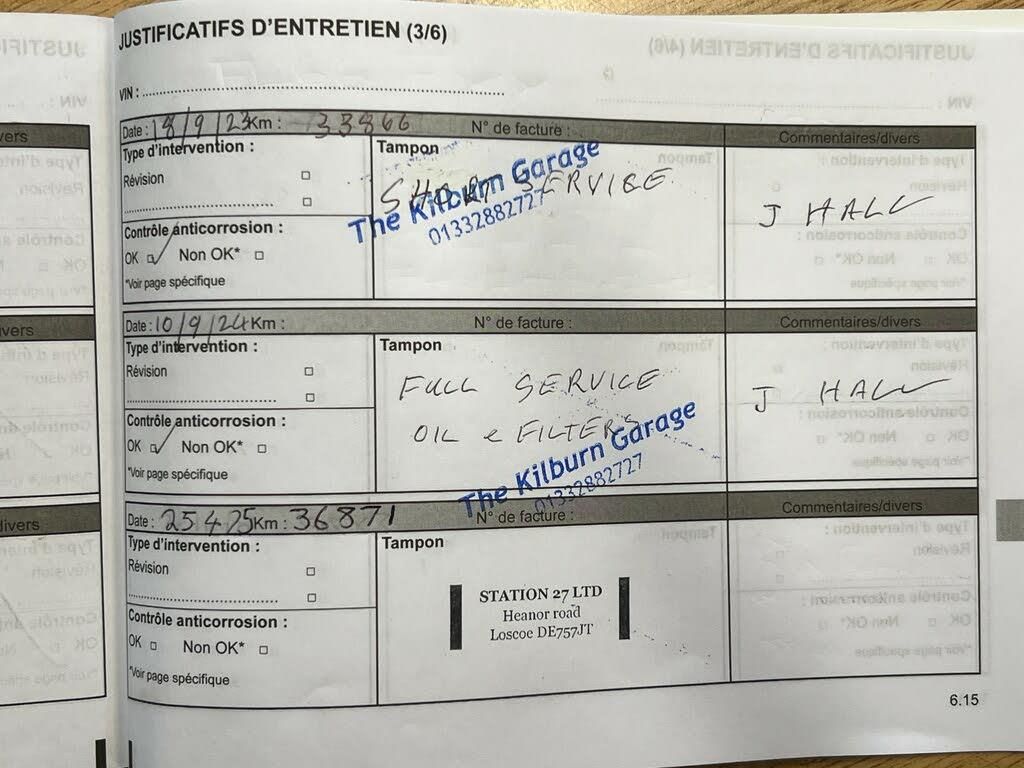 JUSTIFICATIFS D'ENTRETIEN (3/6)
VIN :
Date : 18/9/23 Km : 33866 N° de facture : Commentaires/divers
Type d'intervention :
Révision
Tampon
SHORT SERVICE
The Kilburn Garage
01332882727
J HALL
Contrôle anticorrosion :
OK ✓ Non OK*
*Voir page spécifique
Date : 10/9/24 Km : N° de facture : Commentaires/divers
Type d'intervention :
Révision
Tampon
FULL SERVICE
OIL & FILTERS
The Kilburn Garage
01332882727
J HALL
Contrôle anticorrosion :
OK ✓ Non OK*
*Voir page spécifique
Date : 25 4 25 Km : 36871 N° de facture : Commentaires/divers
Type d'intervention :
Révision
Tampon
STATION 27 LTD
Heanor road
Loscoe DE757JT
Contrôle anticorrosion :
OK Non OK*
*Voir page spécifique
6.15
vers
ivers
divers